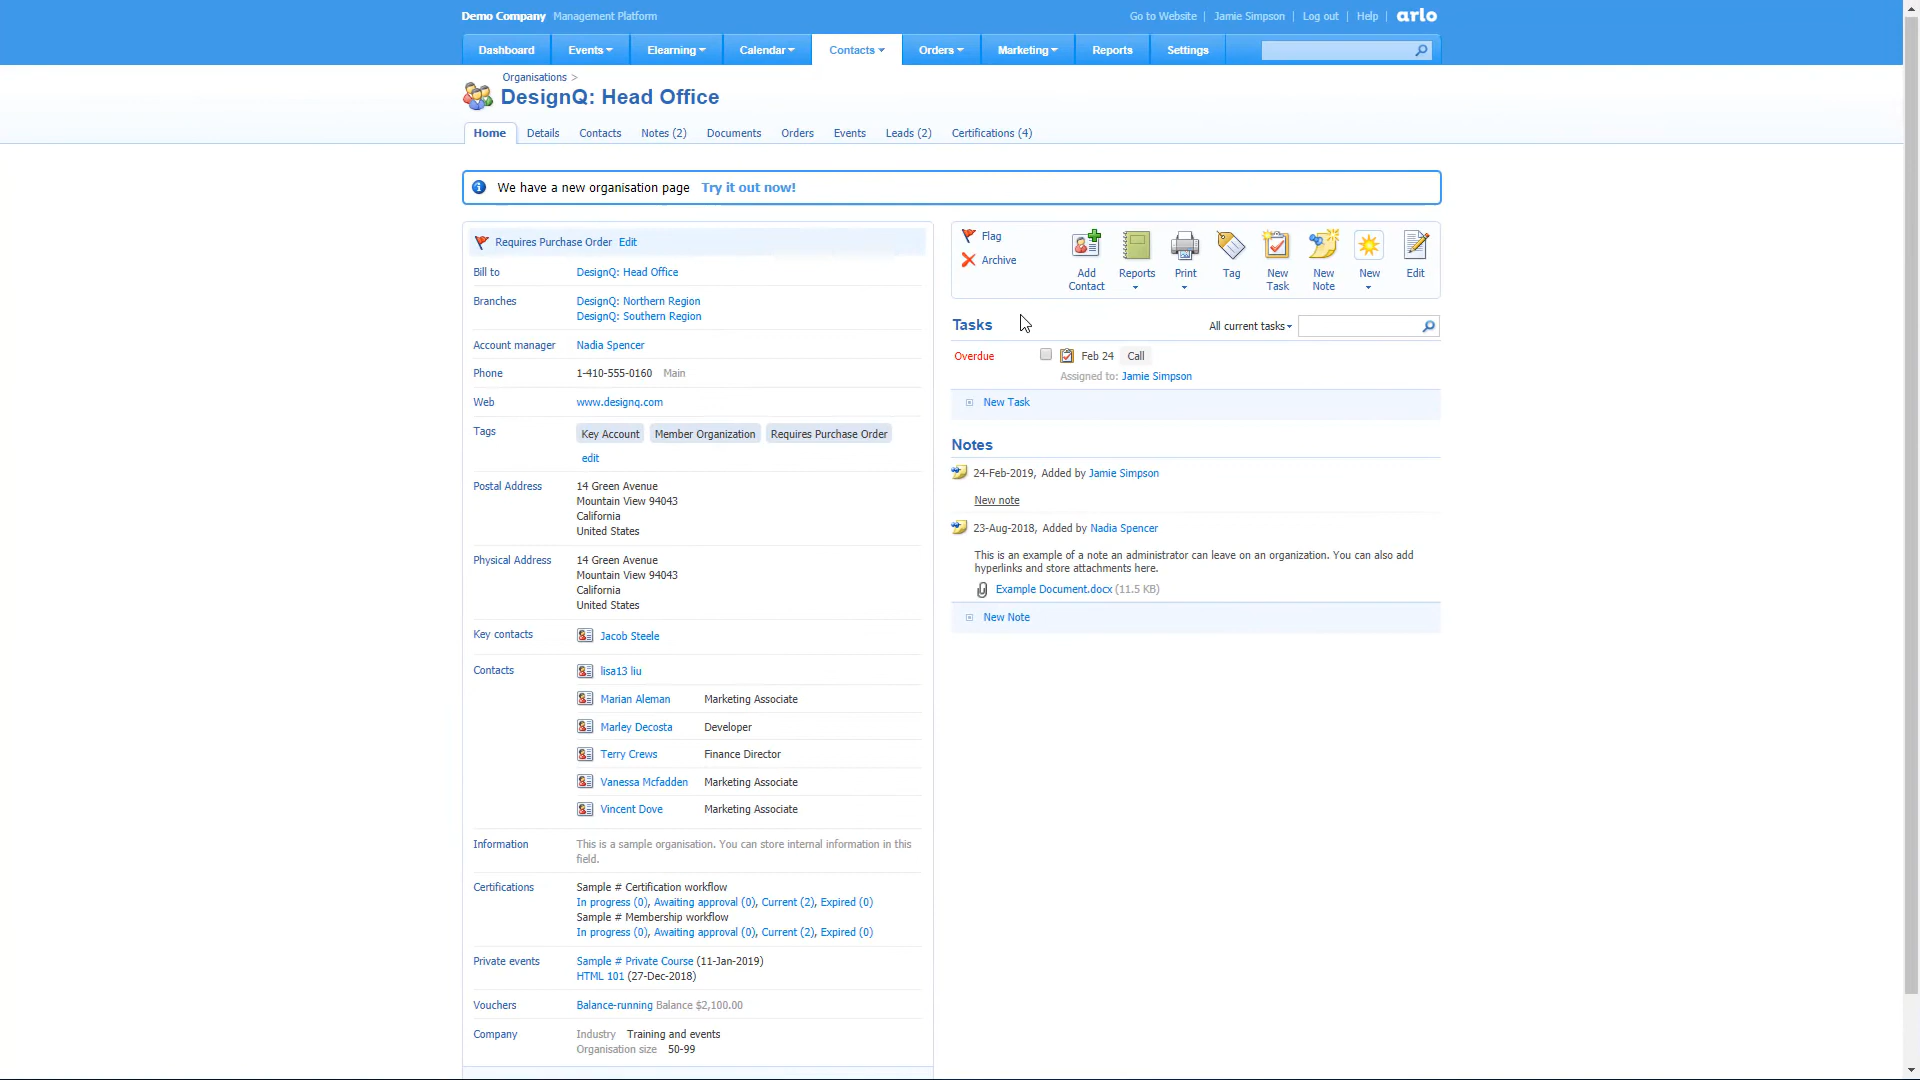 Demo Company Management Platform
Go to Website | Jamie Simpson | Log out | Help | arlo
Dashboard Events Elearning Calendar Contacts Orders Marketing Reports Settings
Organisations >
DesignQ: Head Office
Home Details Contacts Notes (2) Documents Orders Events Leads (2) Certifications (4)
We have a new organisation page Try it out now!
Requires Purchase Order Edit
Bill to DesignQ: Head Office
Branches DesignQ: Northern Region
DesignQ: Southern Region
Account manager Nadia Spencer
Phone 1-410-555-0160 Main
Web www.designq.com
Tags Key Account Member Organization Requires Purchase Order
edit
Postal Address 14 Green Avenue
Mountain View 94043
California
United States
Physical Address 14 Green Avenue
Mountain View 94043
California
United States
Key contacts Jacob Steele
Contacts lisa13 liu
Marian Aleman Marketing Associate
Marley Decosta Developer
Terry Crews Finance Director
Vanessa Mcfadden Marketing Associate
Vincent Dove Marketing Associate
Information This is a sample organisation. You can store internal information in this
field.
Certifications Sample # Certification workflow
In progress (0), Awaiting approval (0), Current (2), Expired (0)
Sample # Membership workflow
In progress (0), Awaiting approval (0), Current (2), Expired (0)
Private events Sample # Private Course (11-Jan-2019)
HTML 101 (27-Dec-2018)
Vouchers Balance-running Balance $2,100.00
Company Industry Training and events
Organisation size 50-99
Flag
Archive
Add Contact
Reports
Print
Tag
New Task
New Note
New
Edit
Tasks All current tasks
Overdue Feb 24 Call
Assigned to: Jamie Simpson
New Task
Notes
24-Feb-2019, Added by Jamie Simpson
New note
23-Aug-2018, Added by Nadia Spencer
This is an example of a note an administrator can leave on an organization. You can also add
hyperlinks and store attachments here.
Example Document.docx (11.5 KB)
New Note